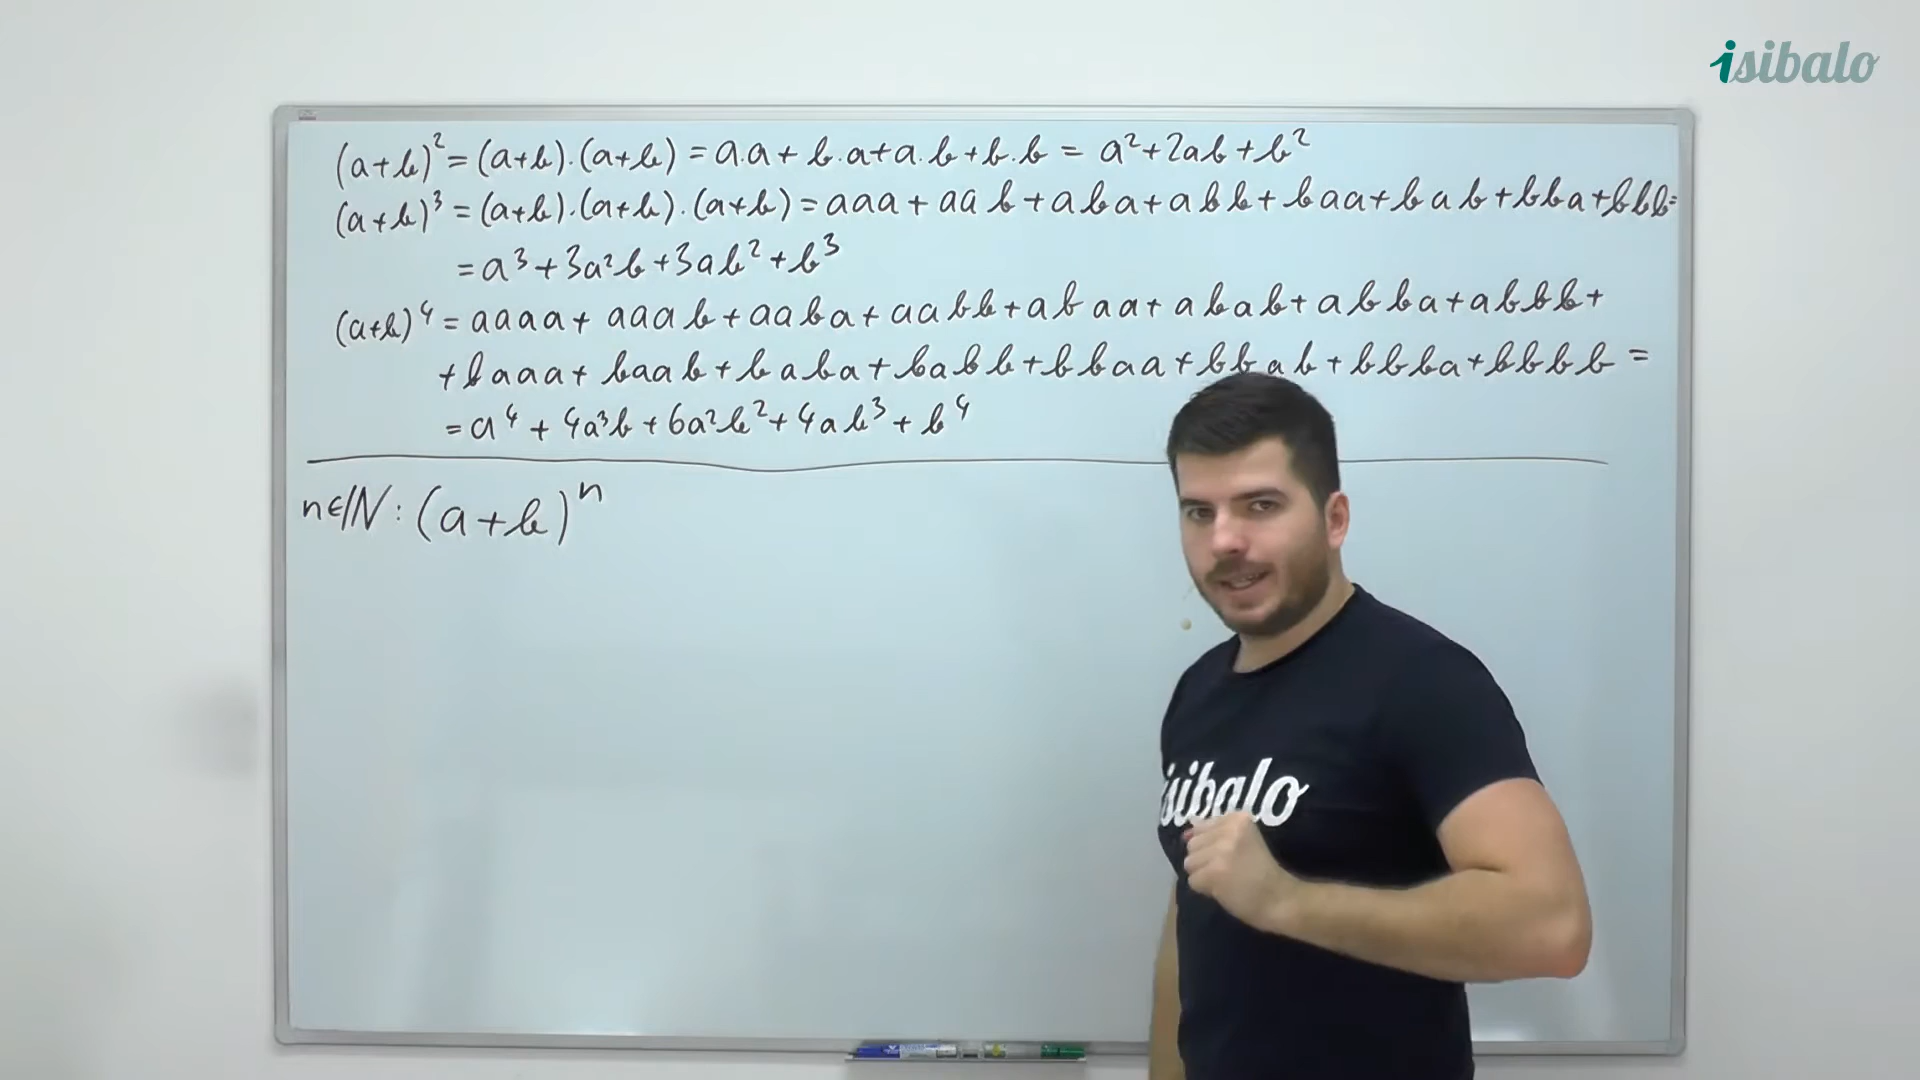 isibalo
(a+b)² = (a+b).(a+b) = a.a + b.a + a.b + b.b = a² + 2ab + b²
(a+b)³ = (a+b).(a+b).(a+b) = aaa + aab + aba + abb + baa + bab + bba + bbb =
= a³ + 3a²b + 3ab² + b³
(a+b)⁴ = aaaa + aaab + aaba + aabb + abaa + abab + abba + abbb +
+ baaa + baab + baba + babb + bbaa + bbab + bbba + bbbb =
= a⁴ + 4a³b + 6a²b² + 4ab³ + b⁴
n∈ℕ: (a+b)ⁿ
isibalo